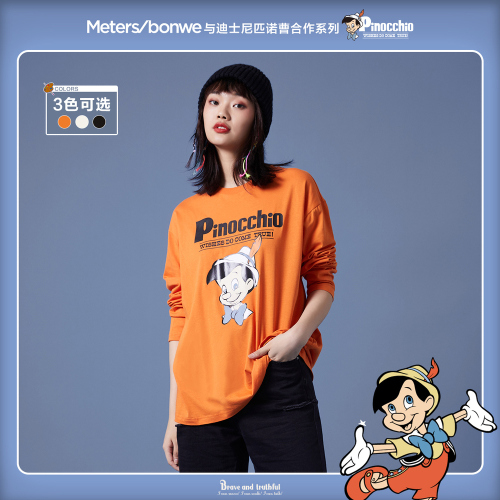 Meters/bonwe 与迪士尼匹诺曹合作系列 Pinocchio
WISHES DO COME TRUE!
COLORS
3色可选
Pinocchio
WISHES DO COME TRUE!
Brave and truthful